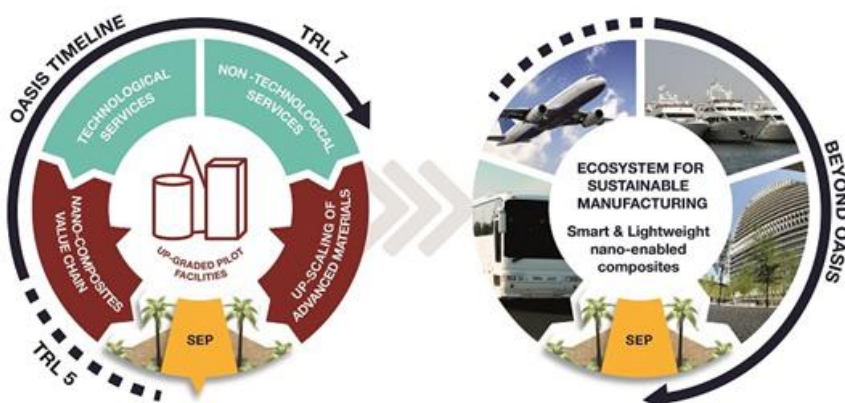 OASIS TIMELINE
TRL 7
TECHNOLOGICAL
SERVICES
NON -TECHNOLOGICAL
SERVICES
NANO-COMPOSITES
VALUE CHAIN
UP-GRADED PILOT
FACILITIES
UP-SCALING OF
ADVANCED MATERIALS
SEP
TRL 5
ECOSYSTEM FOR
SUSTAINABLE
MANUFACTURING
Smart & Lightweight
nano-enabled
composites
SEP
BEYOND OASIS